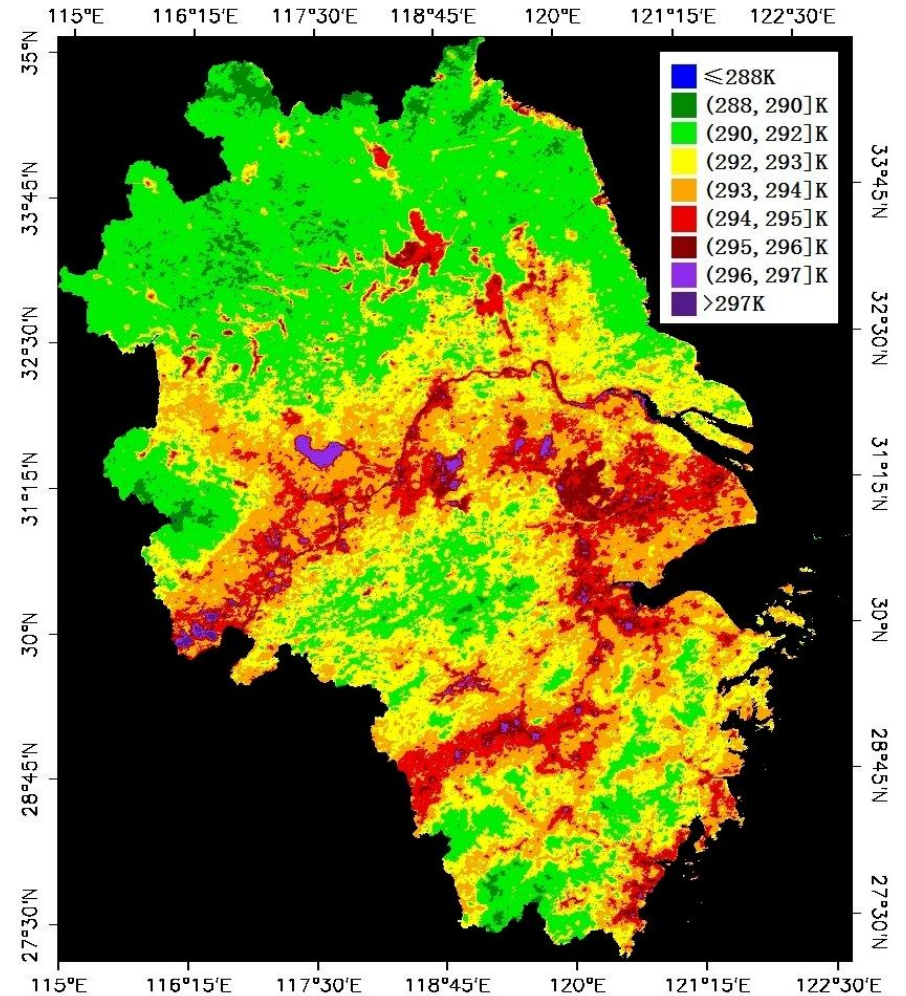 115°E 116°15'E 117°30'E 118°45'E 120°E 121°15'E 122°30'E
35°N
33°45'N
32°30'N
31°15'N
30°N
28°45'N
27°30'N
≤288K
(288, 290]K
(290, 292]K
(292, 293]K
(293, 294]K
(294, 295]K
(295, 296]K
(296, 297]K
>297K
33°45'N
32°30'N
31°15'N
30°N
28°45'N
27°30'N
115°E 116°15'E 117°30'E 118°45'E 120°E 121°15'E 122°30'E